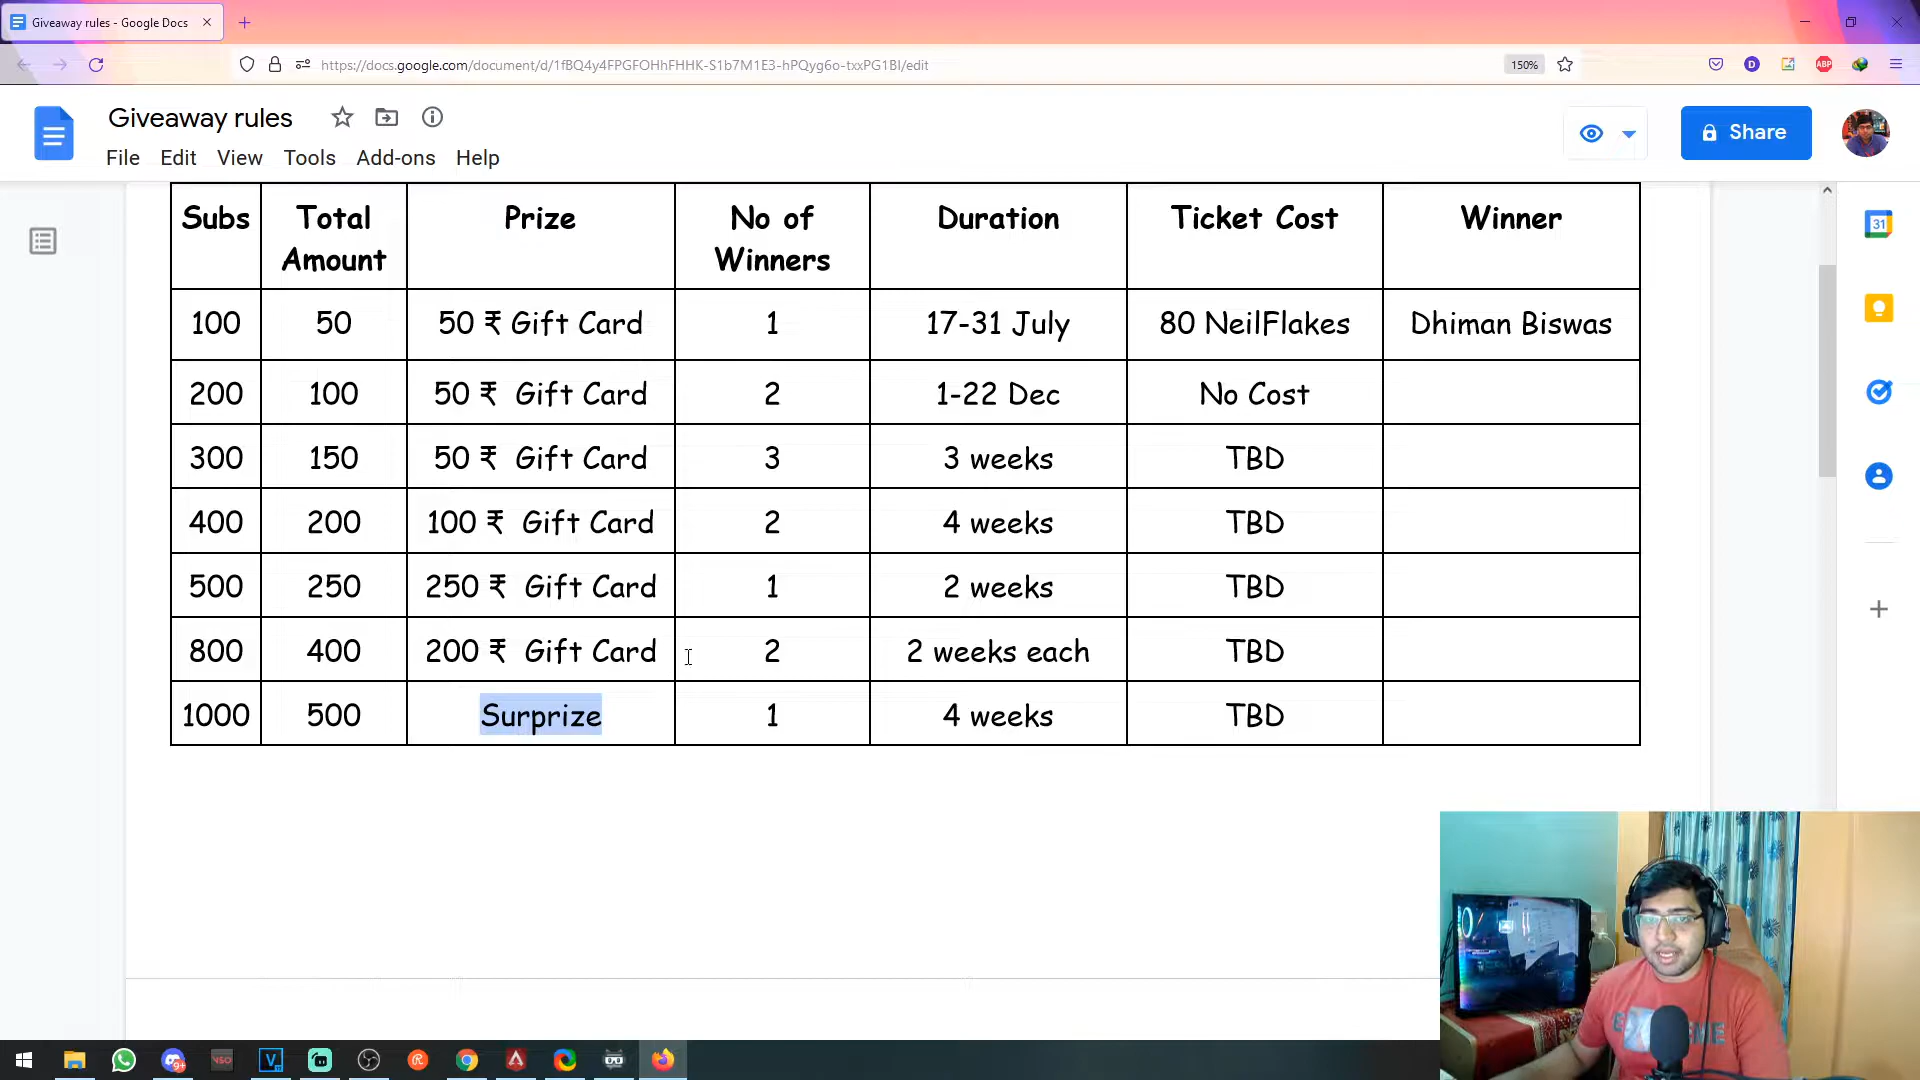 Giveaway rules - Google Docs
https://docs.google.com/document/d/1fBQ4y4FPGFOHhFHHK-S1b7M1E3-hPQyg6o-txxPG1BI/edit
150%
Giveaway rules
File Edit View Tools Add-ons Help
Share
Subs Total Amount Prize No of Winners Duration Ticket Cost Winner
100 50 50 ₹ Gift Card 1 17-31 July 80 NeilFlakes Dhiman Biswas
200 100 50 ₹ Gift Card 2 1-22 Dec No Cost
300 150 50 ₹ Gift Card 3 3 weeks TBD
400 200 100 ₹ Gift Card 2 4 weeks TBD
500 250 250 ₹ Gift Card 1 2 weeks TBD
800 400 200 ₹ Gift Card 2 2 weeks each TBD
1000 500 Surprize 1 4 weeks TBD
31
D
ABP